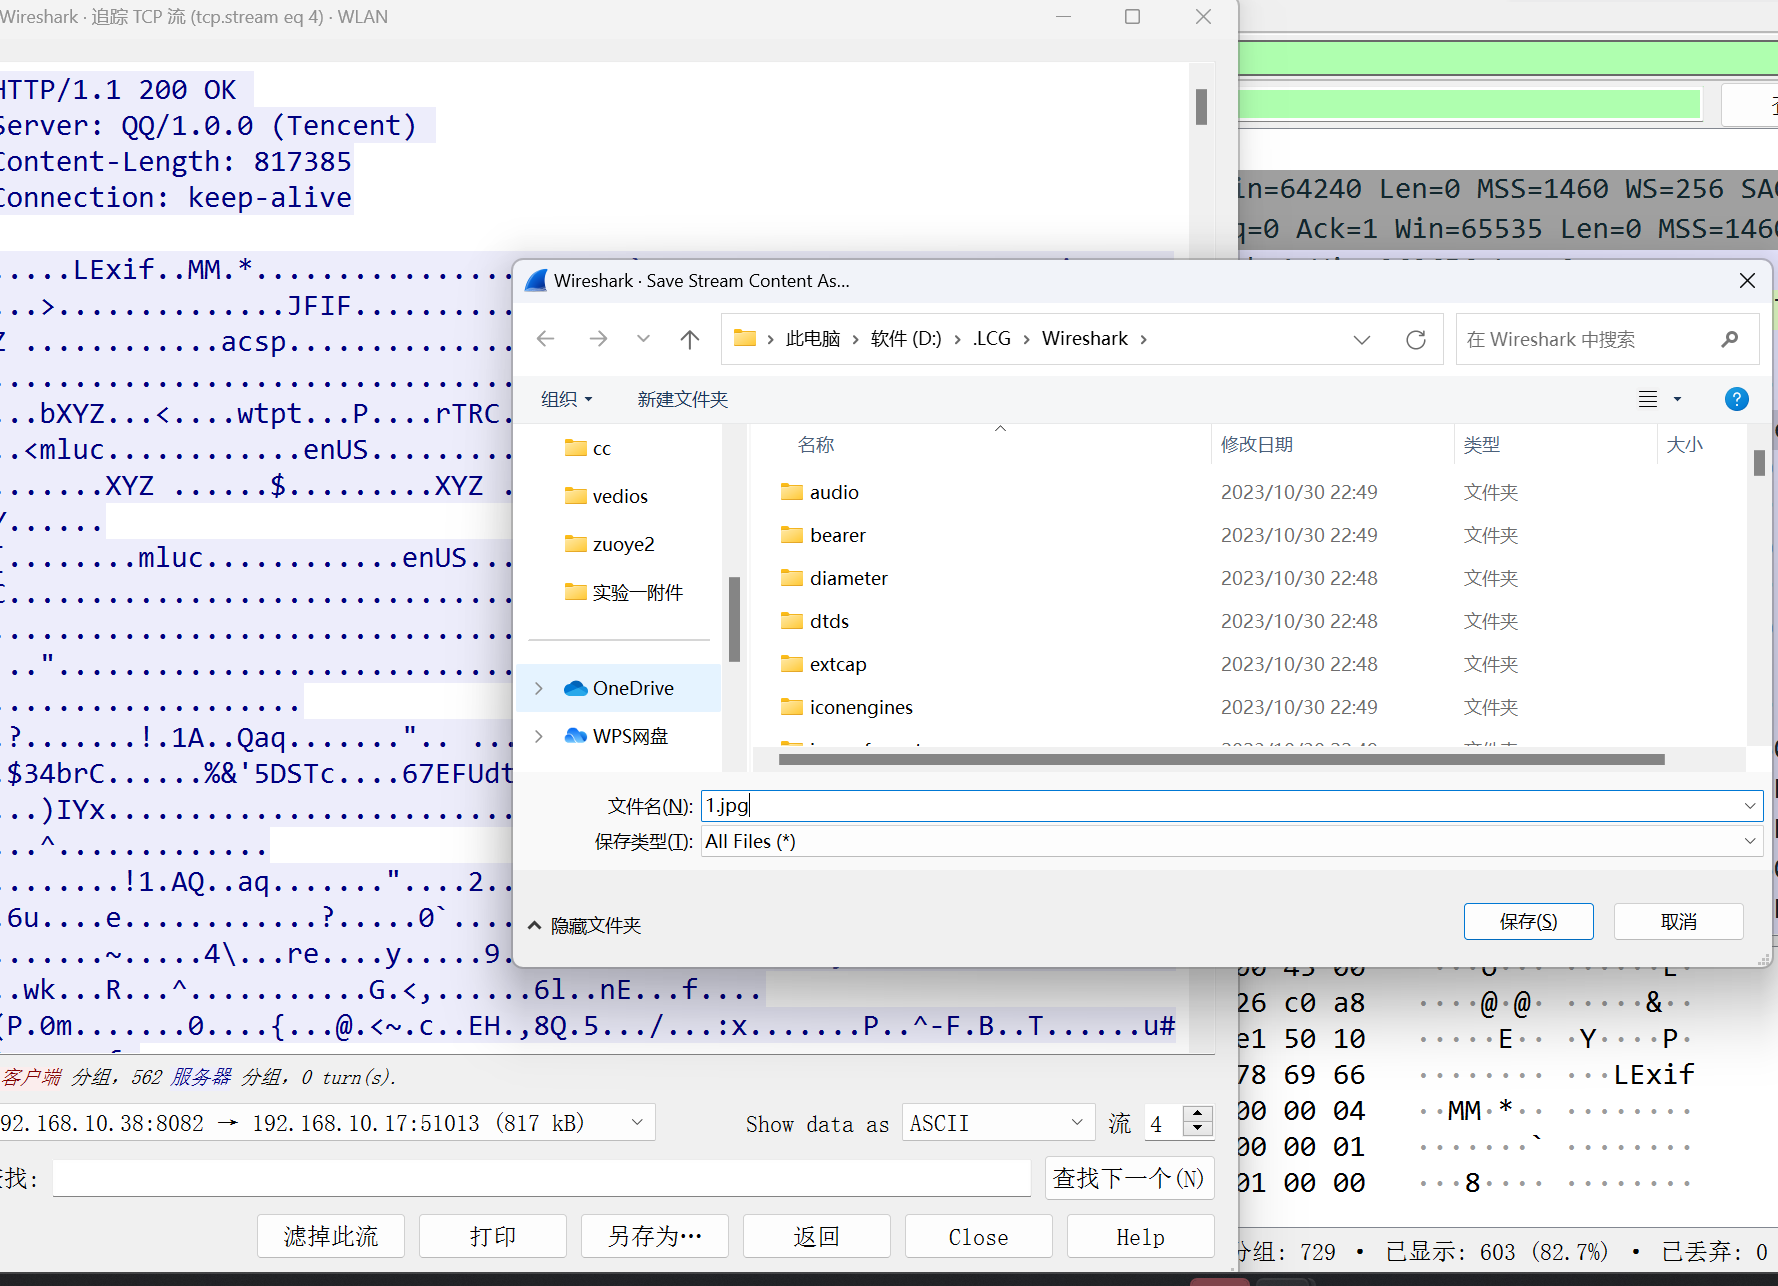 Wireshark · 追踪 TCP 流 (tcp.stream eq 4) · WLAN
HTTP/1.1 200 OK
Server: QQ/1.0.0 (Tencent)
Content-Length: 817385
Connection: keep-alive
.....LExif..MM.*.................
...>..............JFIF..........
Z ............acsp..............
...bXYZ...<....wtpt...P....rTRC.
..<mluc............enUS.........
.......XYZ ......$.........XYZ .
........mluc............enUS...
.."............................
.?.......!.1A..Qaq.......".. ...
.$34brC......%&'5DSTc....67EFUdt
...)IYx.........................
...^.............
........!1.AQ..aq.......”....2..
.6u....e............?.....0`....
.......~.....4\...re....y.....9.
..wk...R...^...........G.<,......6l..nE...f....
(P.0m.......0....{...@.<~.c..EH.,8Q.5.../...:x.......P..^-F.B..T......u#
客户端 分组，562 服务器 分组，0 turn(s).
92.168.10.38:8082 → 192.168.10.17:51013 (817 kB)
Show data as
ASCII
流
4
查找:
查找下一个(N)
滤掉此流
打印
另存为…
返回
Close
Help
in=64240 Len=0 MSS=1460 WS=256 SA
q=0 Ack=1 Win=65535 Len=0 MSS=146
Wireshark · Save Stream Content As...
此电脑 › 软件 (D:) › .LCG › Wireshark ›
在 Wireshark 中搜索
组织
新建文件夹
?
cc
vedios
zuoye2
实验一附件
OneDrive
WPS网盘
名称 修改日期 类型 大小
audio 2023/10/30 22:49 文件夹
bearer 2023/10/30 22:49 文件夹
diameter 2023/10/30 22:48 文件夹
dtds 2023/10/30 22:48 文件夹
extcap 2023/10/30 22:48 文件夹
iconengines 2023/10/30 22:49 文件夹
文件名(N): 1.jpg
保存类型(T): All Files (*)
隐藏文件夹
保存(S)
取消
00 45 00
26 c0 a8 ····@·@· ·····&··
e1 50 10 ·····E·· ·Y····P·
78 69 66 ········ ···LExif
00 00 04 ··MM·*·· ········
00 00 01 ·······` ········
01 00 00 ···8···· ········
分组: 729 · 已显示: 603 (82.7%) · 已丢弃: 0